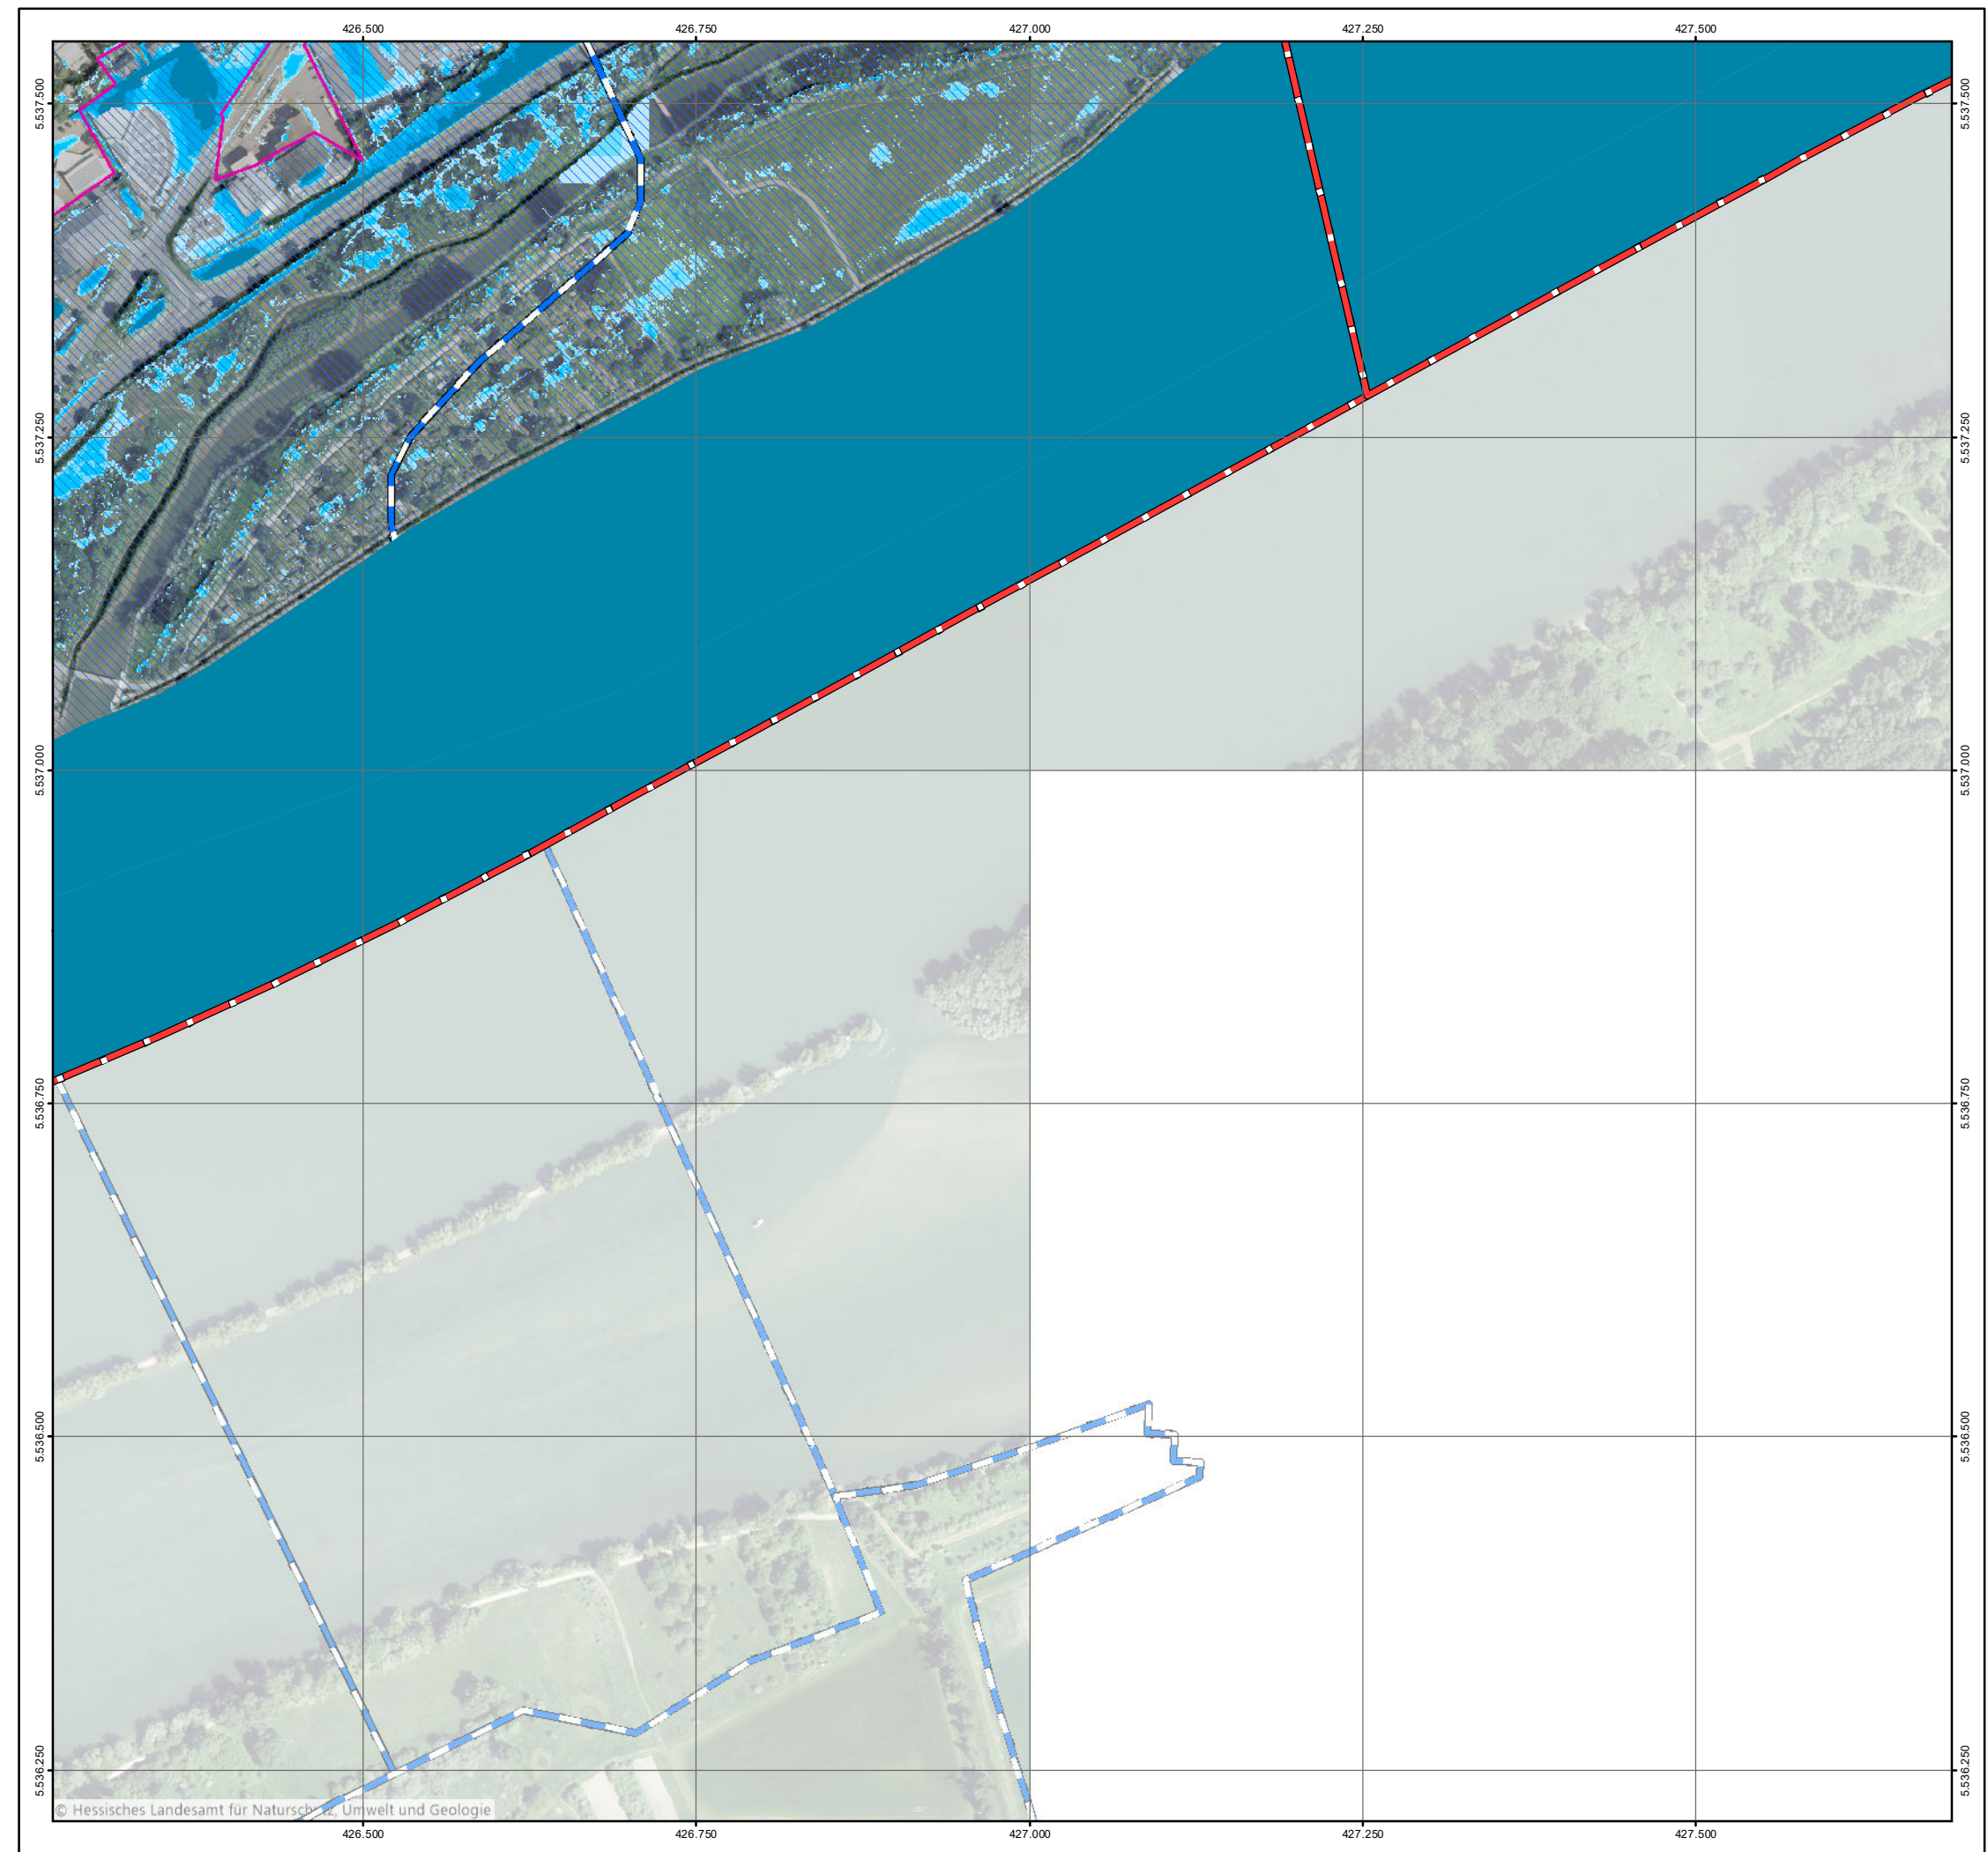 426.500 426.750 427.000 427.250 427.500
5.537.500 5.537.500
5.537.250 5.537.250
5.537.000 5.537.000
5.536.750 5.536.750
5.536.500 5.536.500
5.536.250 5.536.250
© Hessisches Landesamt für Naturschutz, Umwelt und Geologie
426.500 426.750 427.000 427.250 427.500